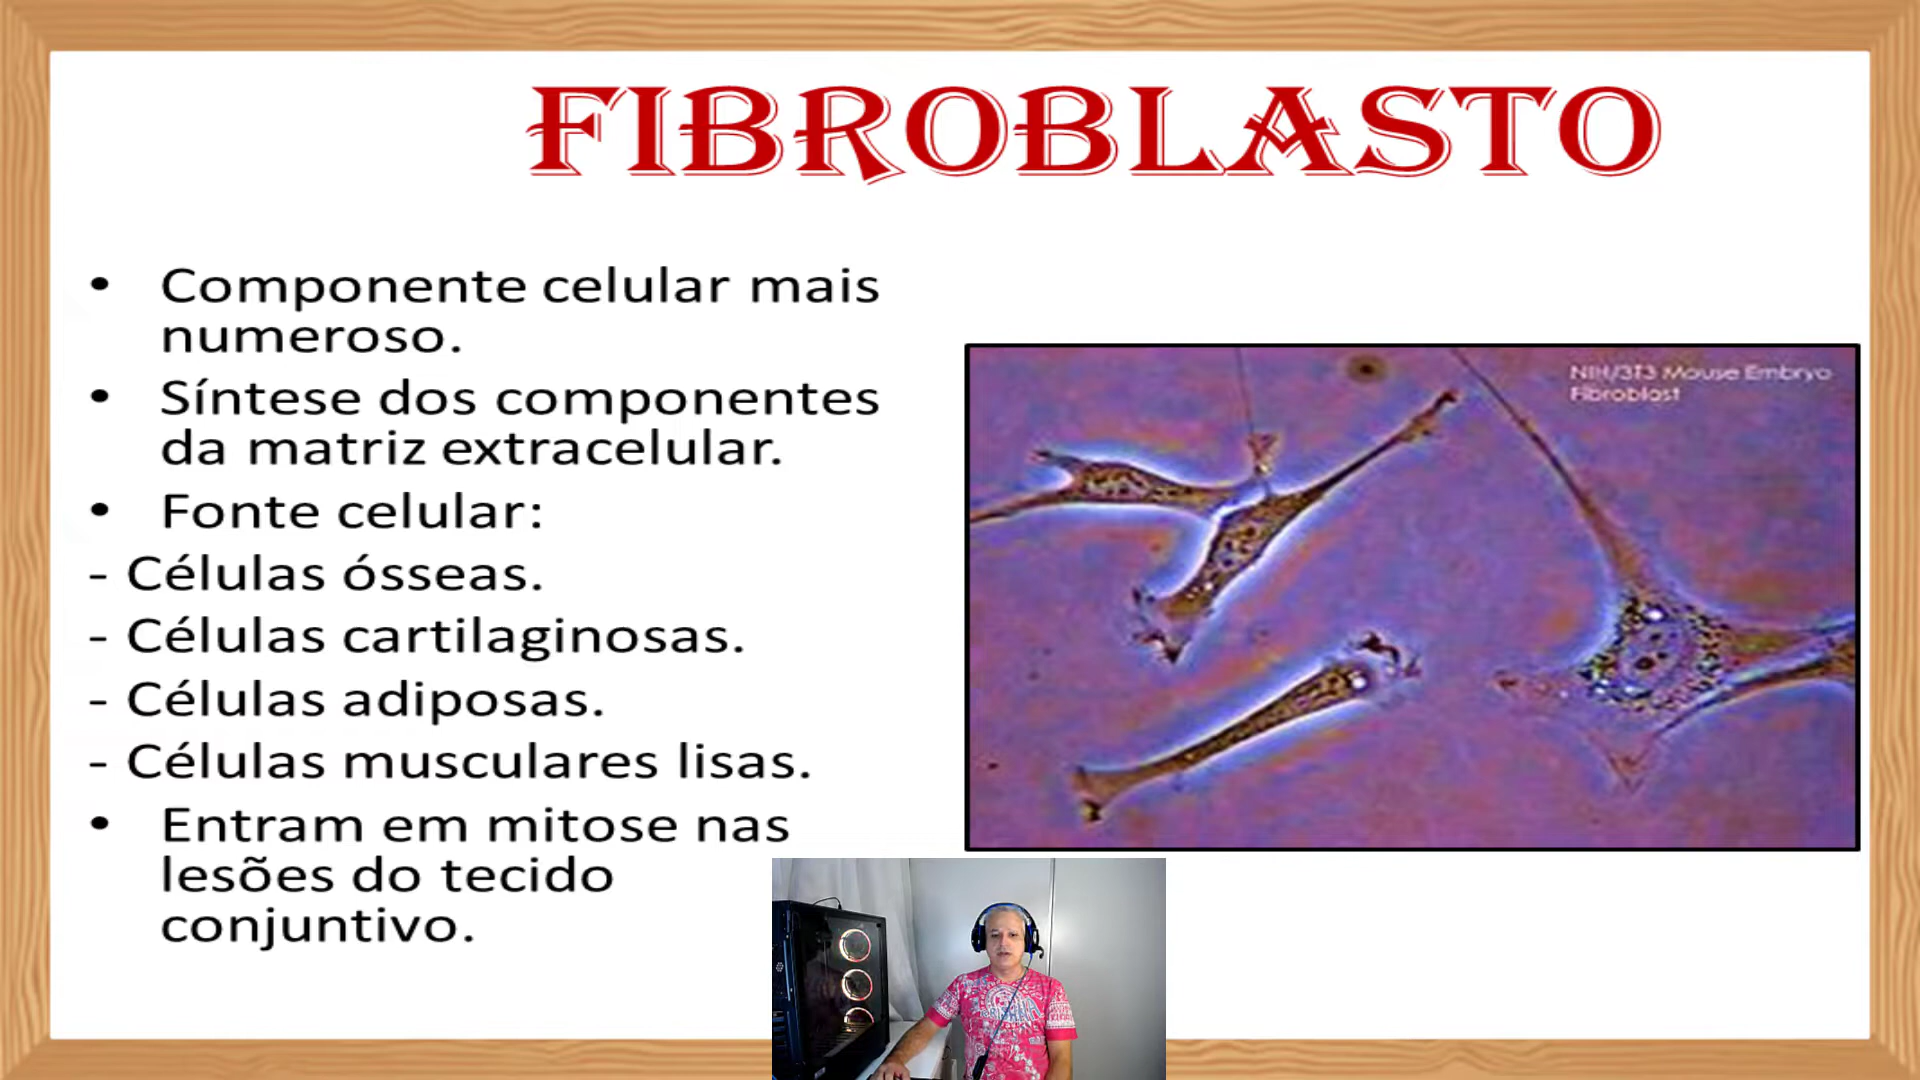 FIBROBLASTO
• Componente celular mais
numeroso.
• Síntese dos componentes
da matriz extracelular.
• Fonte celular:
- Células ósseas.
- Células cartilaginosas.
- Células adiposas.
- Células musculares lisas.
• Entram em mitose nas
lesões do tecido
conjuntivo.
NIH/3T3 Mouse Embryo
Fibroblast